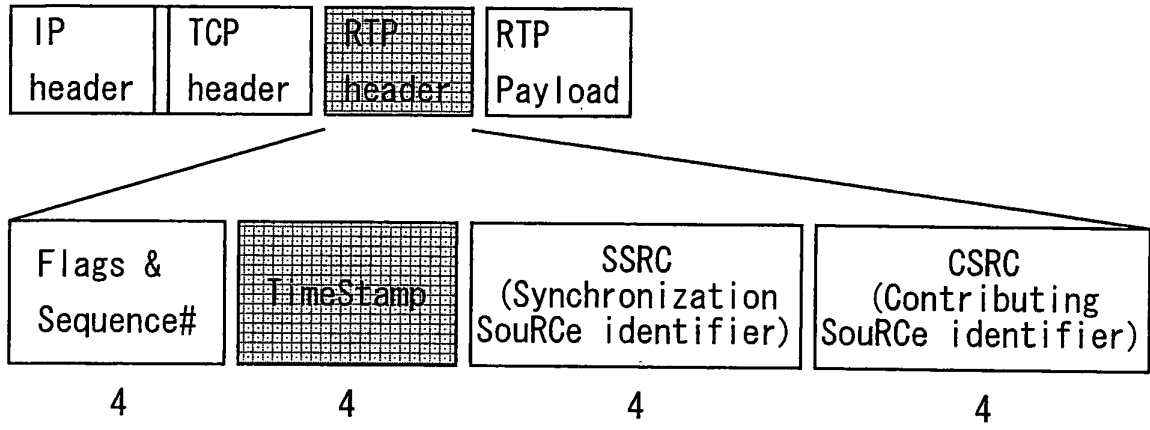 IP
header
TCP
header
RTP
header
RTP
Payload
Flags &
Sequence#
TimeStamp
SSRC
(Synchronization
SouRCe identifier)
CSRC
(Contributing
SouRCe identifier)
4
4
4
4